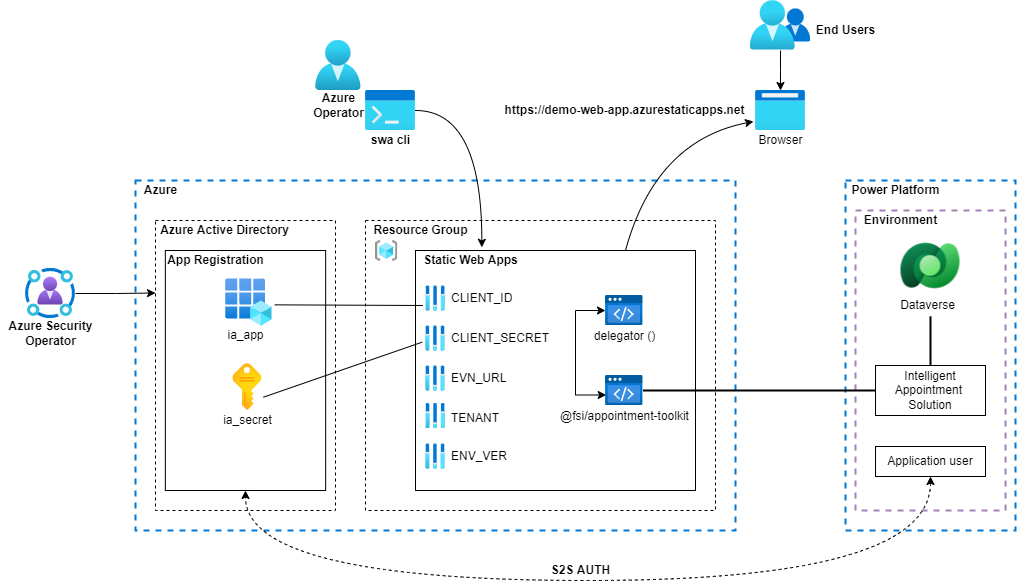 End Users
Azure
Operator
swa cli
https://demo-web-app.azurestaticapps.net
Browser
Azure
Power Platform
Azure Active Directory
Resource Group
Environment
App Registration
Static Web Apps
ia_app
ia_secret
CLIENT_ID
CLIENT_SECRET
EVN_URL
TENANT
ENV_VER
delegator ()
@fsi/appointment-toolkit
Dataverse
Intelligent
Appointment
Solution
Application user
Azure Security
Operator
S2S AUTH